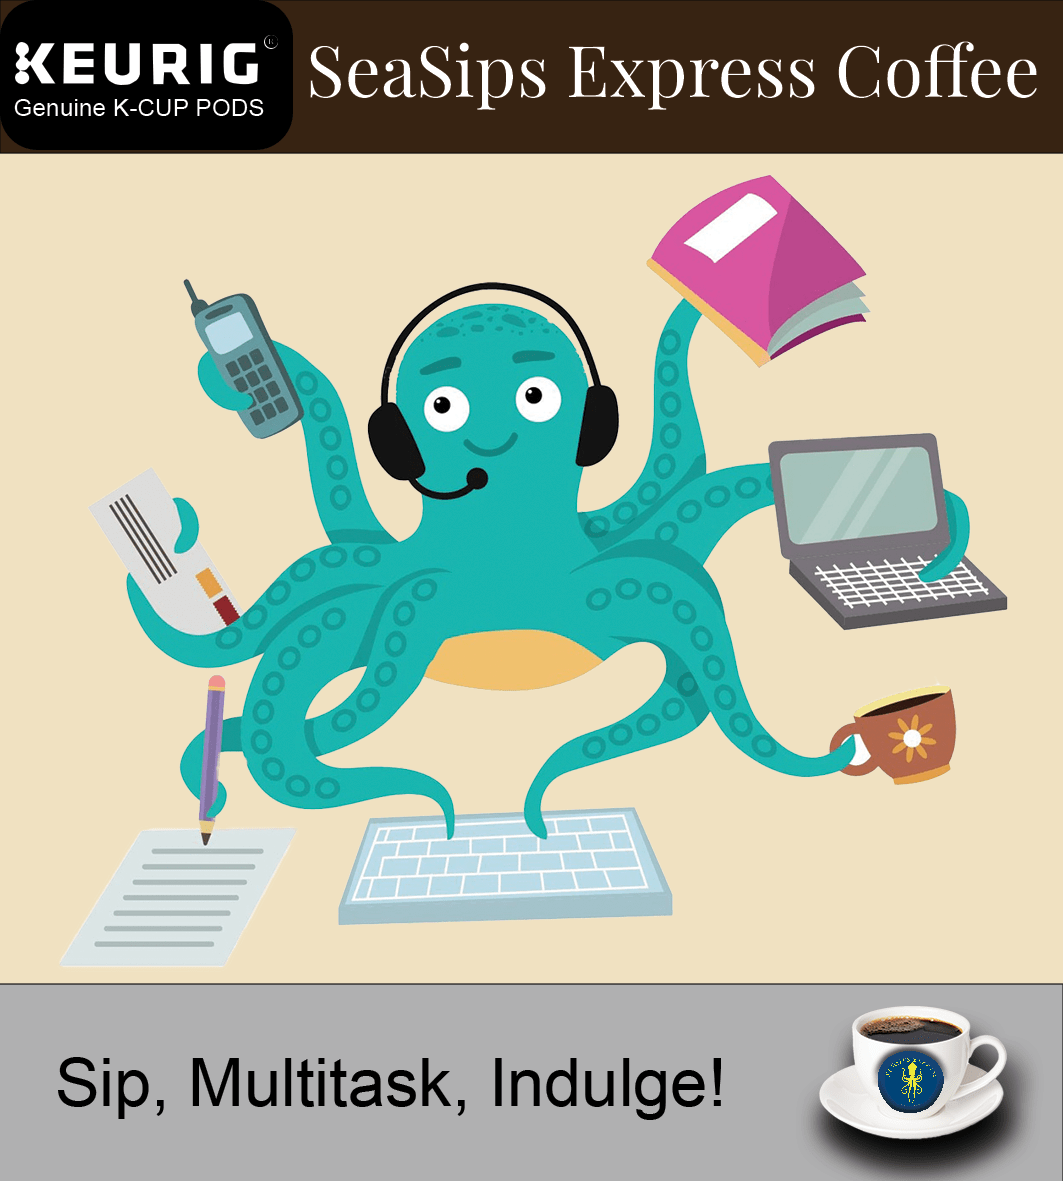 KEURIG®
Genuine K-CUP PODS
SeaSips Express Coffee
Sip, Multitask, Indulge!